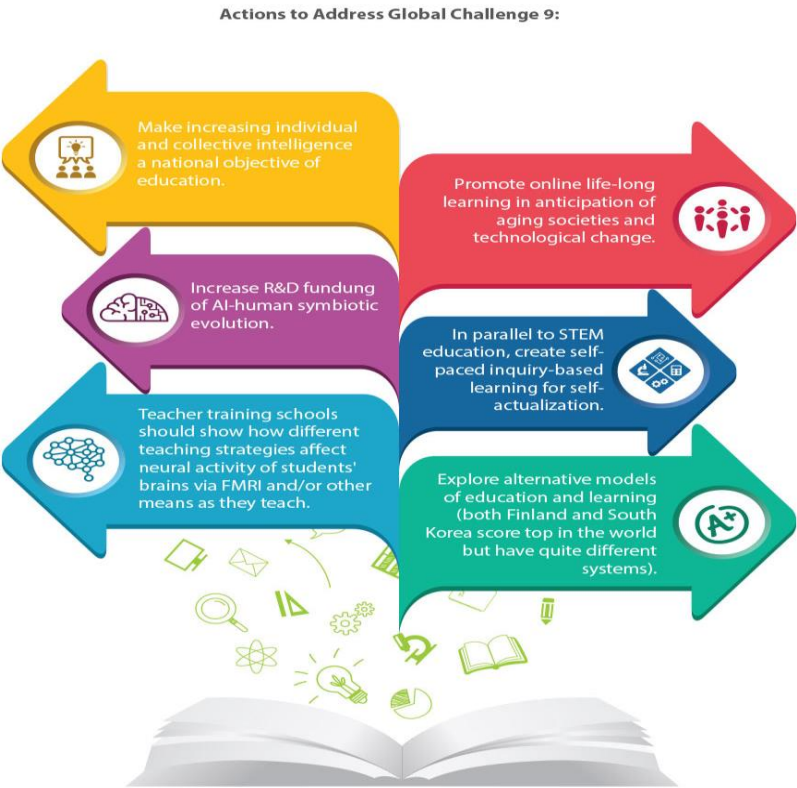 Actions to Address Global Challenge 9:
Make increasing individual
and collective intelligence
a national objective of
education.
Promote online life-long
learning in anticipation of
aging societies and
technological change.
Increase R&D fundung
of AI-human symbiotic
evolution.
In parallel to STEM
education, create self-
paced inquiry-based
learning for self-
actualization.
Teacher training schools
should show how different
teaching strategies affect
neural activity of students'
brains via FMRI and/or other
means as they teach.
Explore alternative models
of education and learning
(both Finland and South
Korea score top in the world
but have quite different
systems).
A+